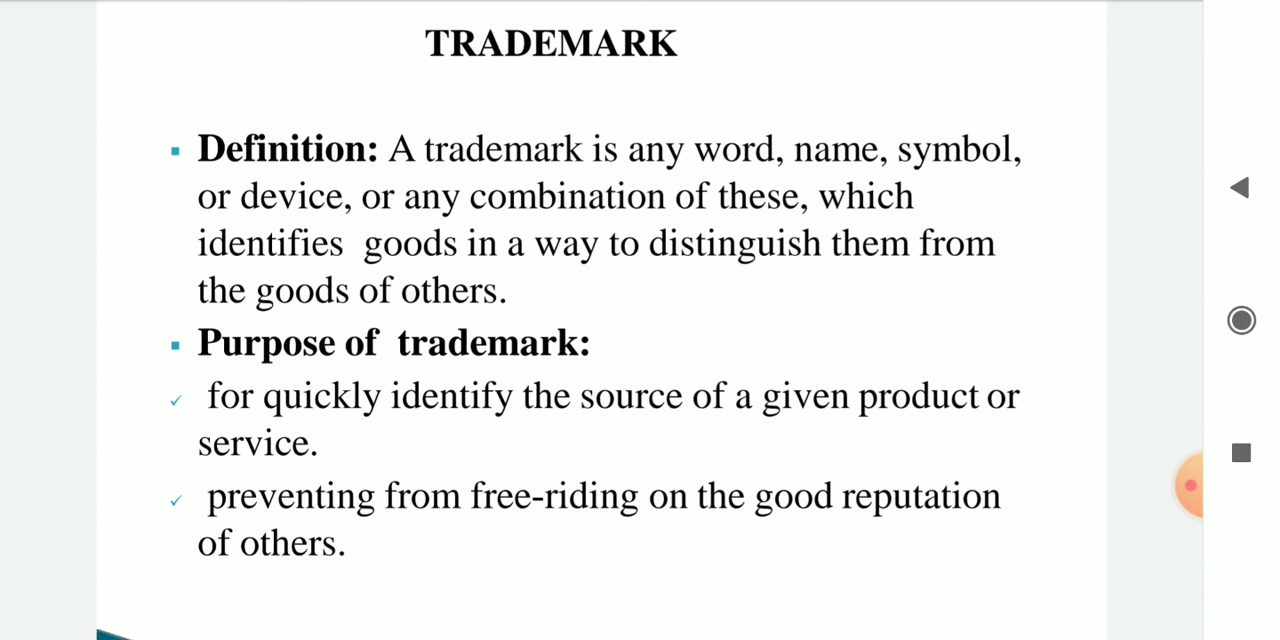 TRADEMARK
▪ Definition: A trademark is any word, name, symbol,
or device, or any combination of these, which
identifies  goods in a way to distinguish them from
the goods of others.
▪ Purpose of  trademark:
✓ for quickly identify the source of a given product or
service.
✓ preventing from free-riding on the good reputation
of others.